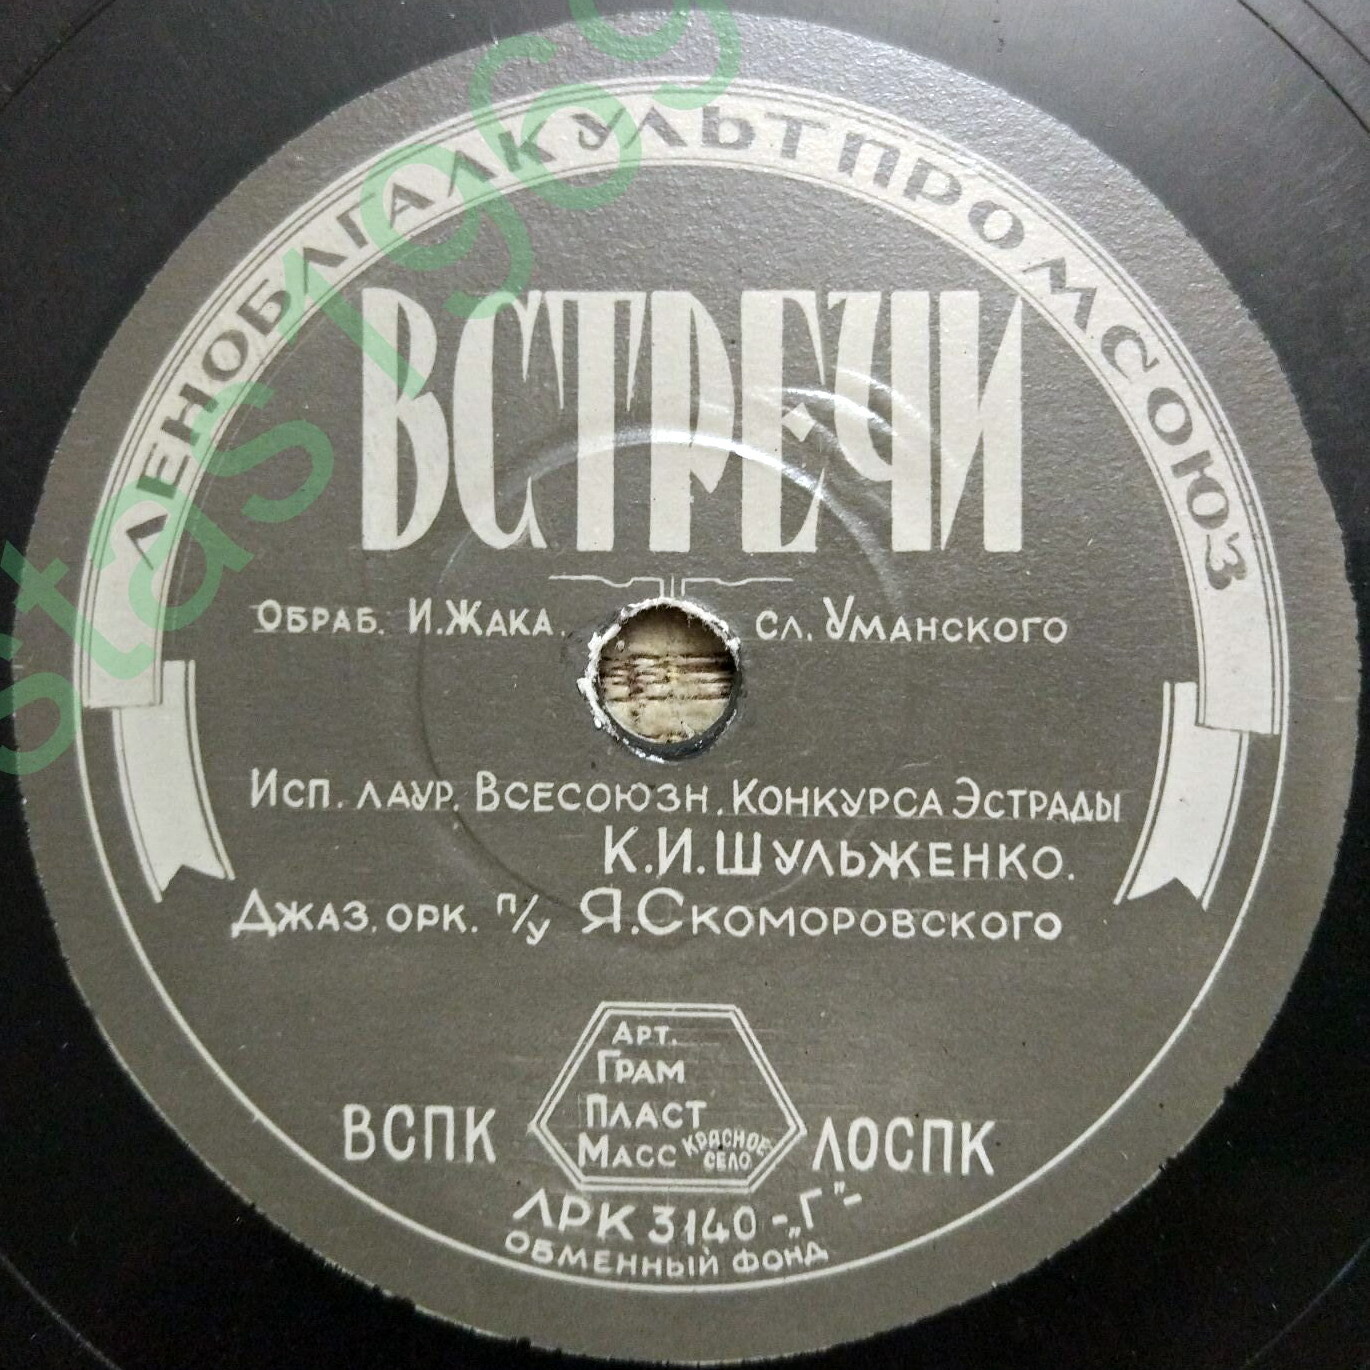 ЛЕНОБЛГАЛКУЛЬТПРОМСОЮЗ
ВСТРЕЧИ
ОБРАБ. И. ЖАКА. СЛ. УМАНСКОГО
ИСП. ЛАУР. ВСЕСОЮЗН. КОНКУРСА ЭСТРАДЫ
К. И. ШУЛЬЖЕНКО.
ДЖАЗ. ОРК. П/У Я. СКОМОРОВСКОГО
АРТ.
ГРАМ
ПЛАСТ
МАСС КРАСНОЕ СЕЛО
ВСПК ЛОСПК
ЛРК 3140-„Г"-
ОБМЕННЫЙ ФОНД
stas1969